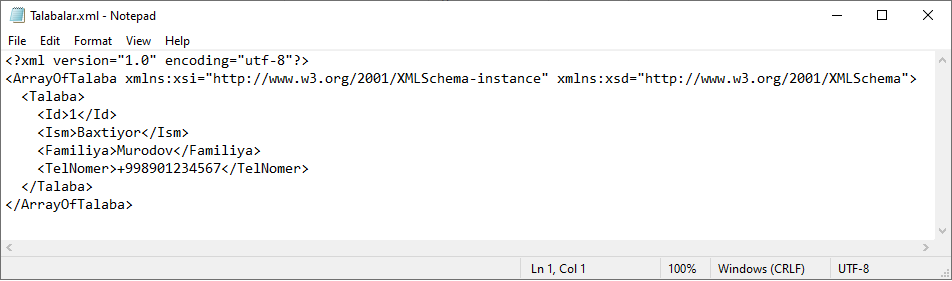 Talabalar.xml - Notepad
File Edit Format View Help
<?xml version="1.0" encoding="utf-8"?>
<ArrayOfTalaba xmlns:xsi="http://www.w3.org/2001/XMLSchema-instance" xmlns:xsd="http://www.w3.org/2001/XMLSchema">
  <Talaba>
    <Id>1</Id>
    <Ism>Baxtiyor</Ism>
    <Familiya>Murodov</Familiya>
    <TelNomer>+998901234567</TelNomer>
  </Talaba>
</ArrayOfTalaba>
Ln 1, Col 1 100% Windows (CRLF) UTF-8